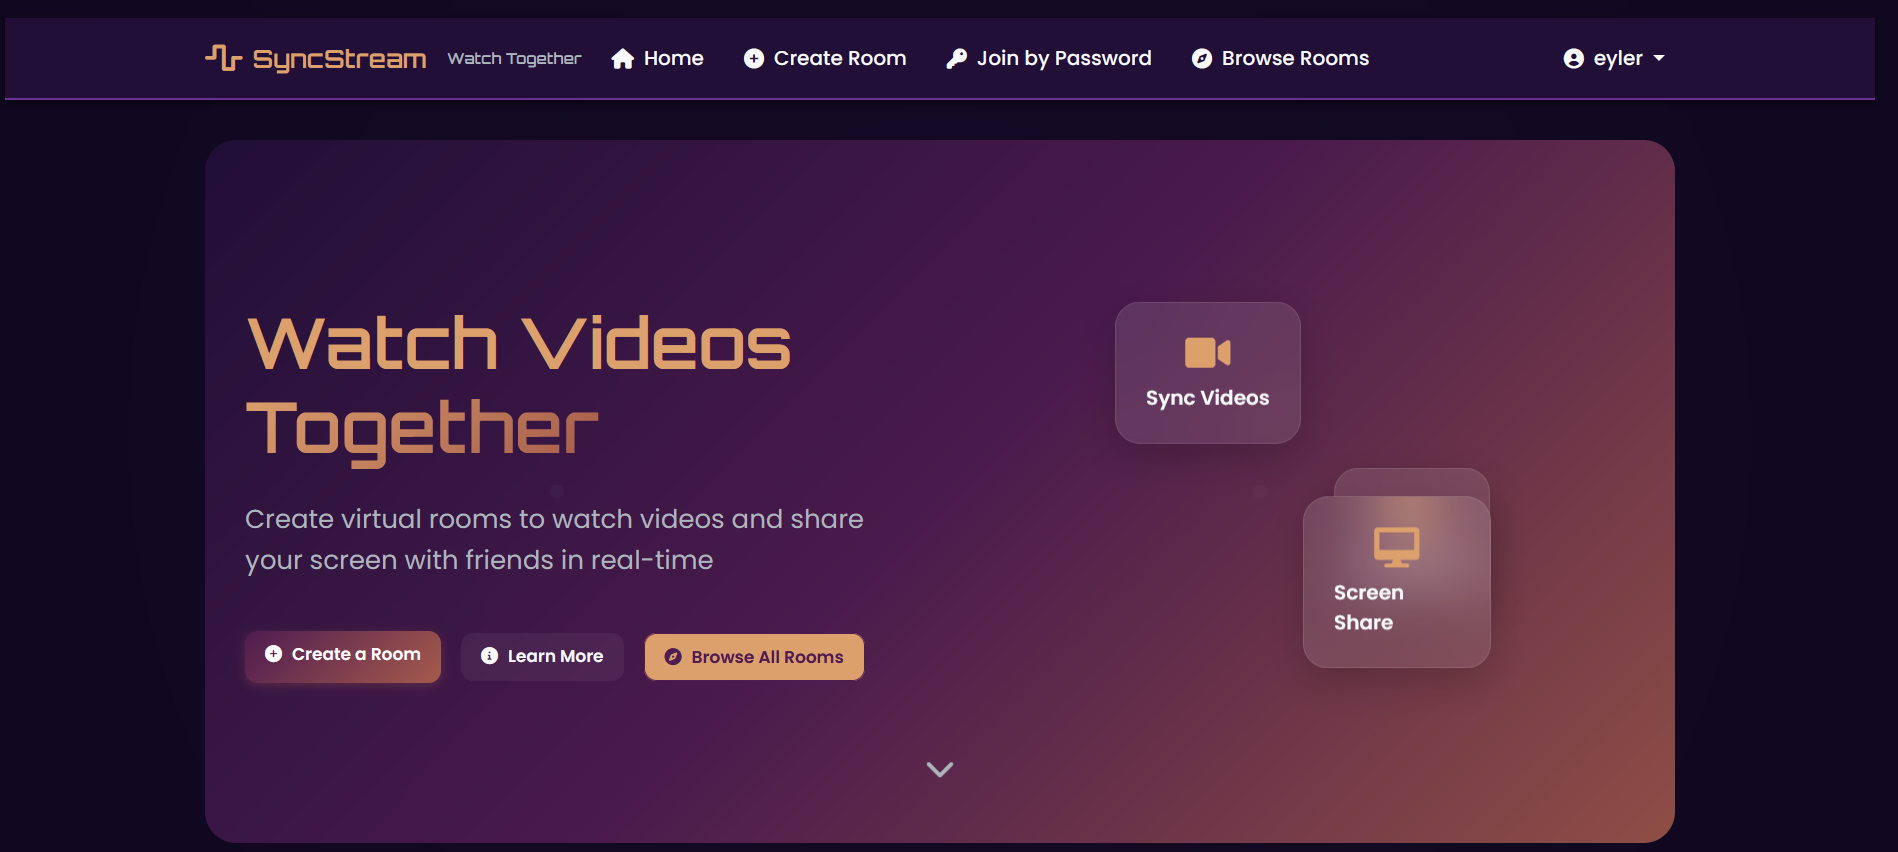 SyncStream Watch Together Home Create Room Join by Password Browse Rooms eyler
Watch Videos
Together
Create virtual rooms to watch videos and share
your screen with friends in real-time
Create a Room Learn More Browse All Rooms
Sync Videos
Screen
Share